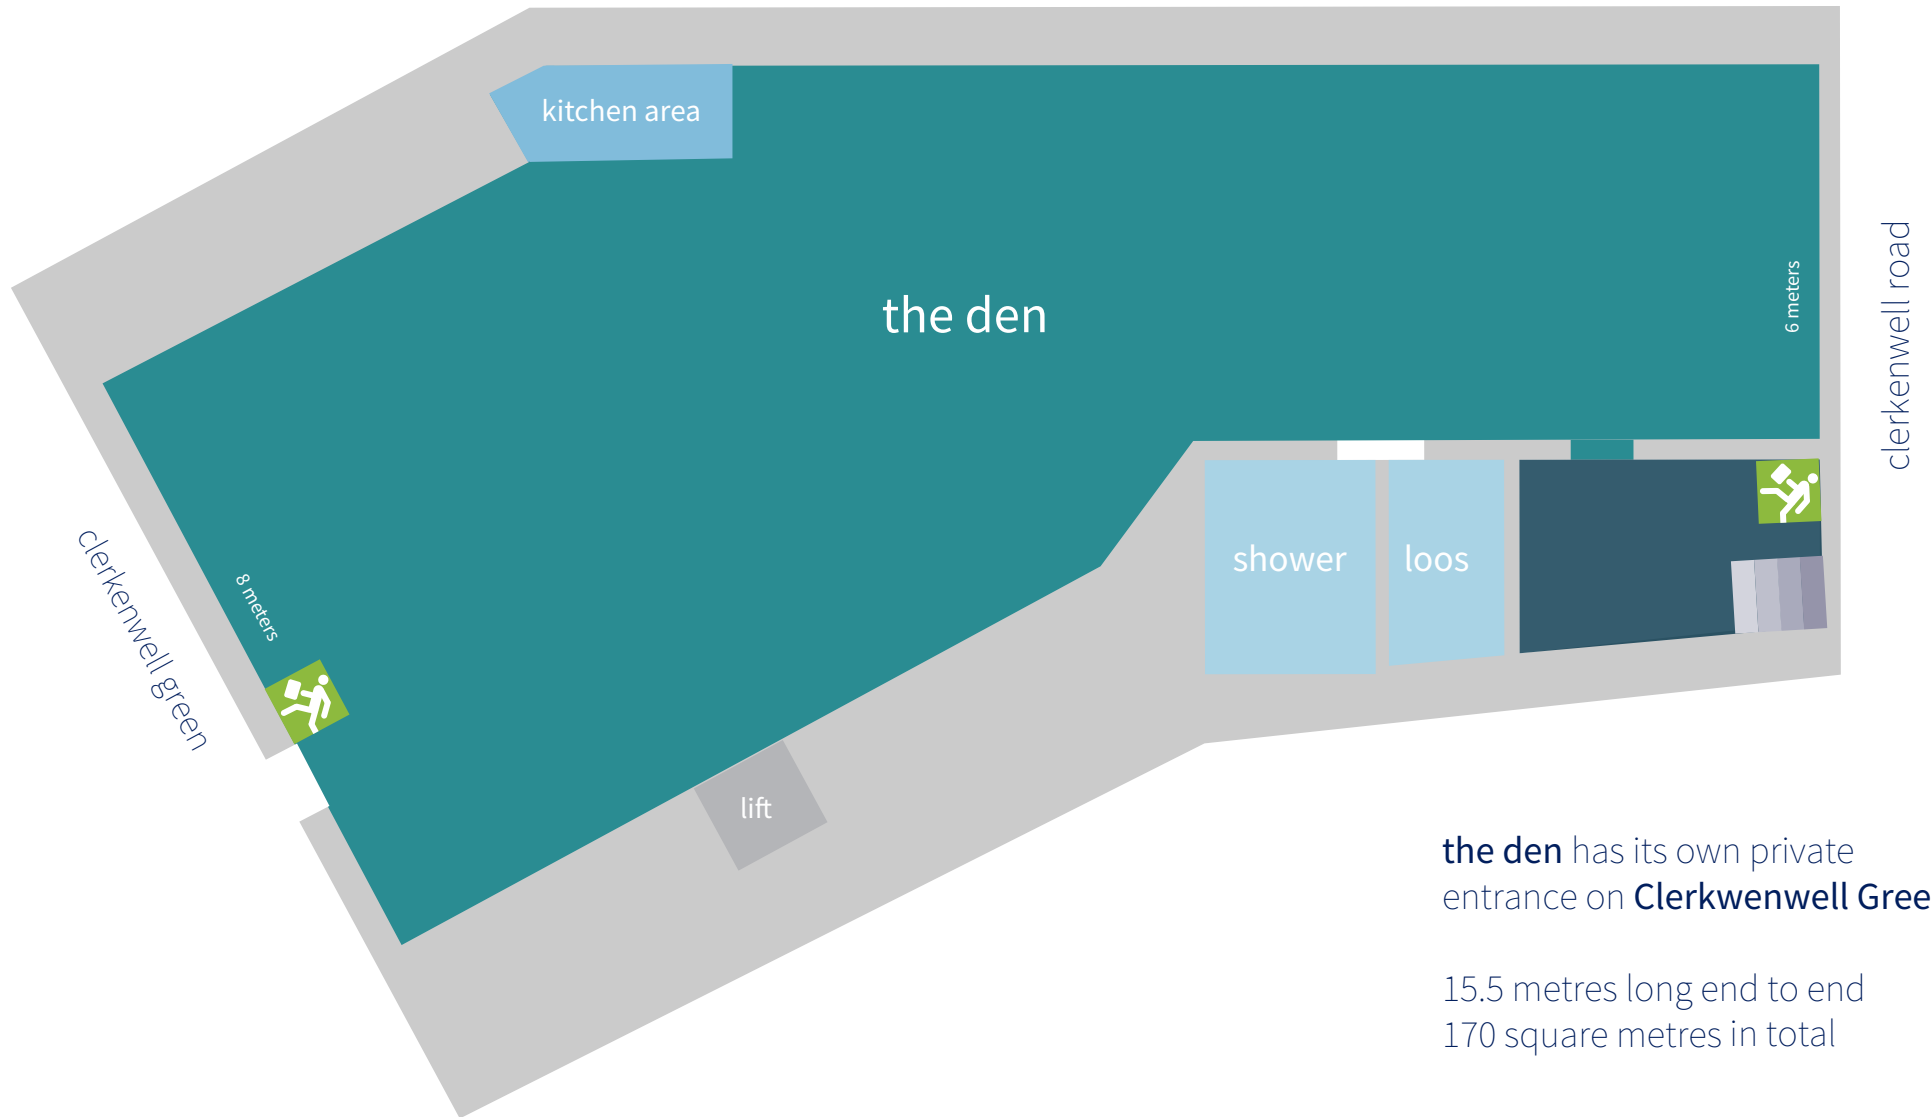 kitchen area
the den
6 meters
clerkenwell road
shower
loos
clerkenwell green
8 meters
lift
the den has its own private
entrance on Clerkwenwell Gree
15.5 metres long end to end
170 square metres in total